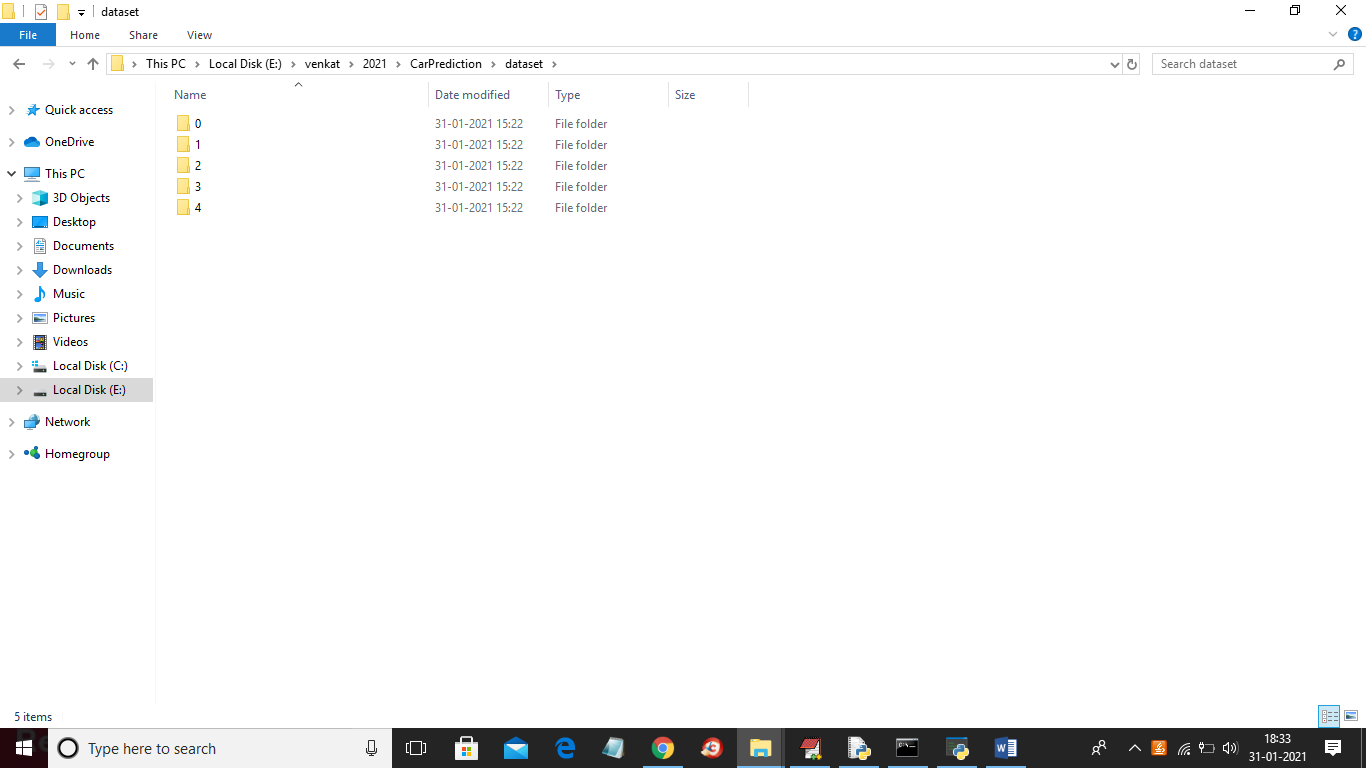 dataset
File Home Share View
This PC Local Disk (E:) venkat 2021 CarPrediction dataset Search dataset
Name Date modified Type Size
Quick access
OneDrive
This PC
3D Objects
Desktop
Documents
Downloads
Music
Pictures
Videos
Local Disk (C:)
Local Disk (E:)
Network
Homegroup
0 31-01-2021 15:22 File folder
1 31-01-2021 15:22 File folder
2 31-01-2021 15:22 File folder
3 31-01-2021 15:22 File folder
4 31-01-2021 15:22 File folder
5 items
Type here to search
18:33
31-01-2021